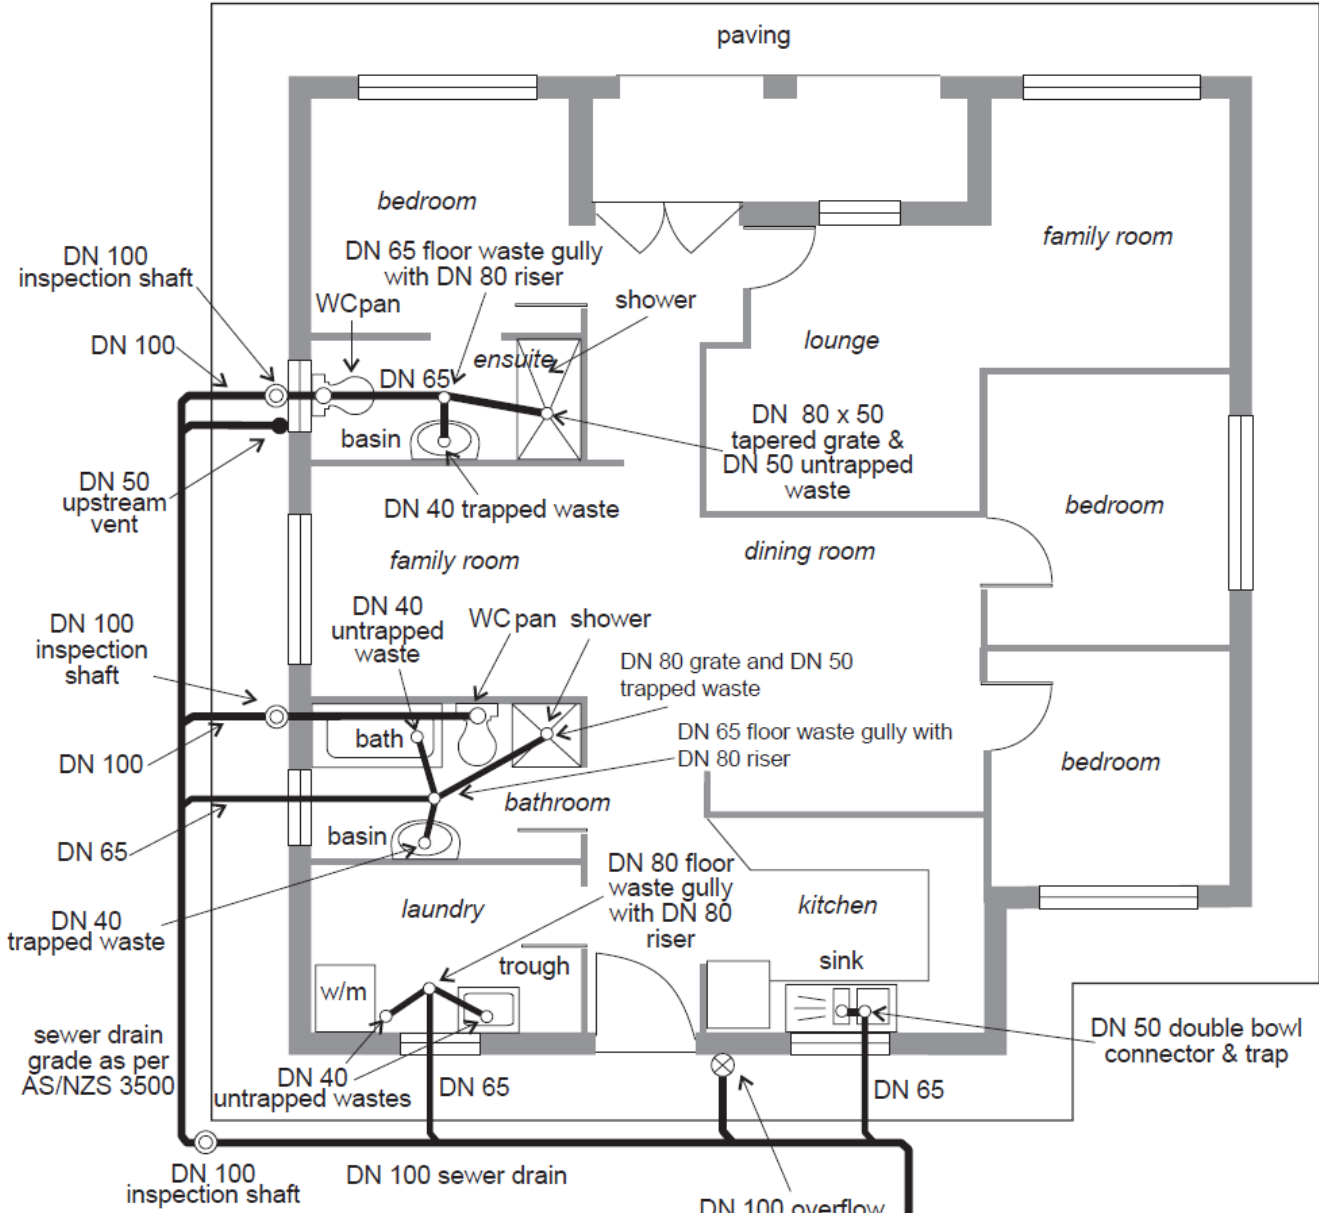 paving
bedroom
DN 65 floor waste gully
with DN 80 riser
family room
DN 100
inspection shaft
WC pan
shower
DN 100
ensuite
lounge
DN 65
basin
DN 80 x 50
tapered grate &
DN 50 untrapped
waste
DN 50
upstream
vent
DN 40 trapped waste
bedroom
family room
dining room
DN 40
untrapped
waste
WC pan
shower
DN 100
inspection
shaft
DN 80 grate and DN 50
trapped waste
bath
DN 65 floor waste gully with
DN 80 riser
DN 100
bedroom
bathroom
basin
DN 65
DN 80 floor
waste gully
with DN 80
riser
DN 40
trapped waste
laundry
kitchen
trough
sink
w/m
sewer drain
grade as per
AS/NZS 3500
DN 40
untrapped wastes
DN 65
DN 65
DN 50 double bowl
connector & trap
DN 100
inspection shaft
DN 100 sewer drain
DN 100 overflow